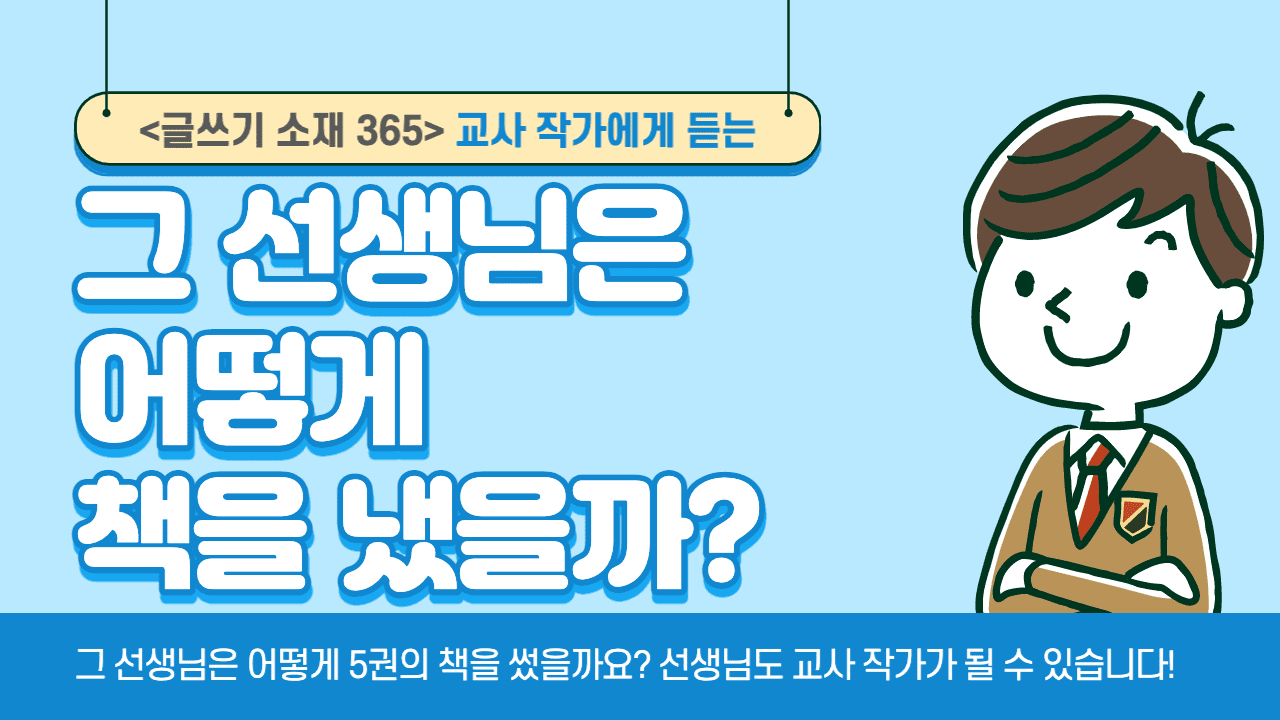 <글쓰기 소재 365> 교사 작가에게 듣는
그 선생님은
어떻게
책을 냈을까?
그 선생님은 어떻게 5권의 책을 썼을까요? 선생님도 교사 작가가 될 수 있습니다!